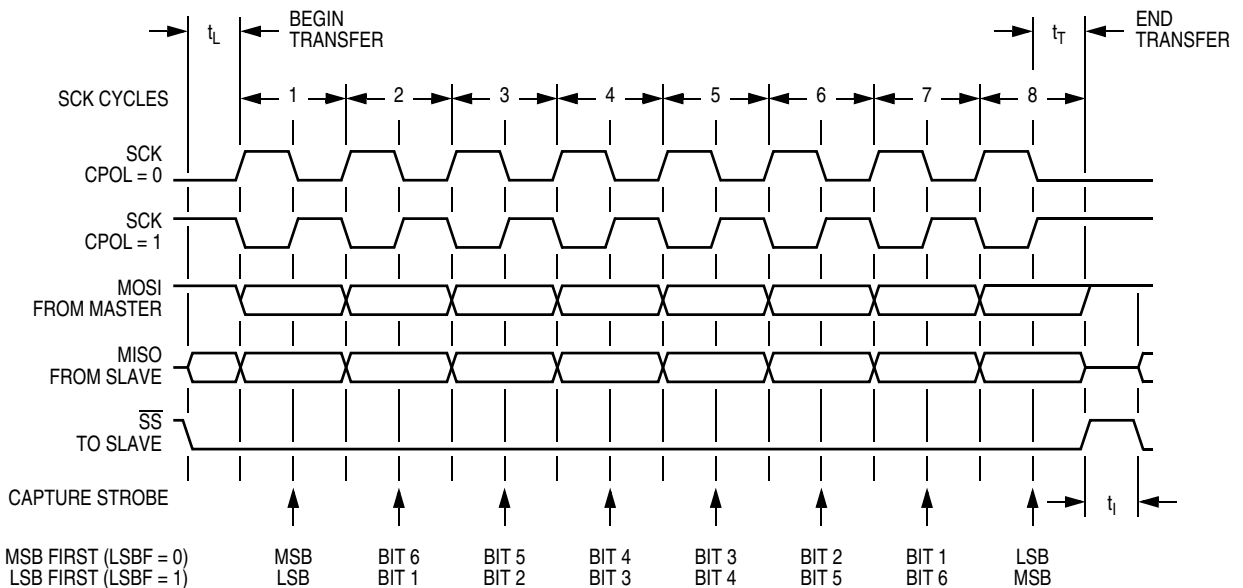 t_L
BEGIN
TRANSFER
t_T
END
TRANSFER
SCK CYCLES 1 2 3 4 5 6 7 8
SCK
CPOL = 0
SCK
CPOL = 1
MOSI
FROM MASTER
MISO
FROM SLAVE
SS
TO SLAVE
CAPTURE STROBE
t_I
MSB FIRST (LSBF = 0) MSB BIT 6 BIT 5 BIT 4 BIT 3 BIT 2 BIT 1 LSB
LSB FIRST (LSBF = 1) LSB BIT 1 BIT 2 BIT 3 BIT 4 BIT 5 BIT 6 MSB